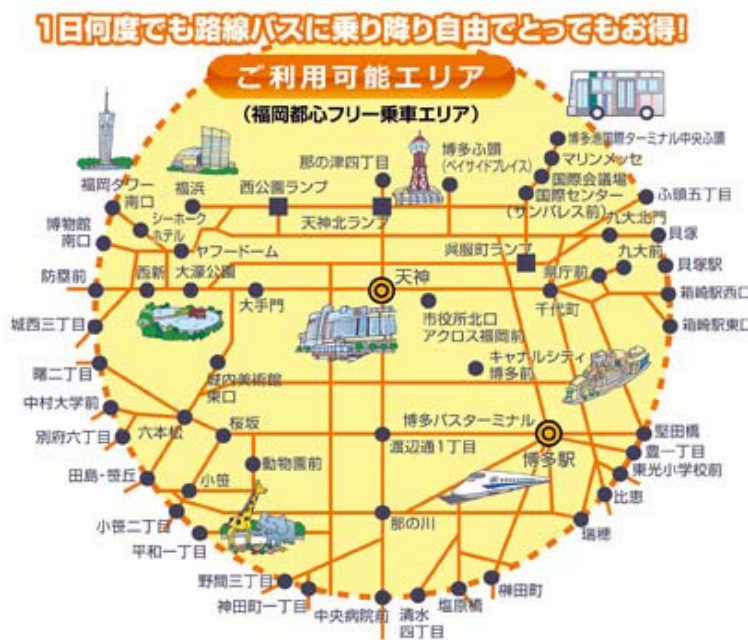 1日何度でも路線バスに乗り降り自由でとってもお得!
ご利用可能エリア
(福岡都心フリー乗車エリア)
博多港国際ターミナル中央ふ頭
マリンメッセ
国際会議場
国際センター
(サンパレス前)
博多ふ頭
(ベイサイドプレイス)
那の津四丁目
福岡タワー
南口
福浜
西公園ランプ
天神北ランプ
ふ頭五丁目
九大北門
貝塚
博物館
南口
シーホーク
ホテル
ヤフードーム
呉服町ランプ
九大前
県庁前
貝塚駅
防塁前
西新
大濠公園
大手門
天神
千代町
箱崎駅西口
市役所北口
アクロス福岡前
城西三丁目
箱崎駅東口
キャナルシティ
博多前
曙二丁目
城内美術館
東口
中村大学前
六本松
桜坂
博多バスターミナル
堅田橋
別府六丁目
渡辺通1丁目
博多駅
豊一丁目
東光小学校前
田島・笹丘
小笹
動物園前
比恵
小笹二丁目
那の川
瑞穂
平和一丁目
野間三丁目
神田町一丁目
中央病院前
清水
四丁目
塩原橋
榊田町